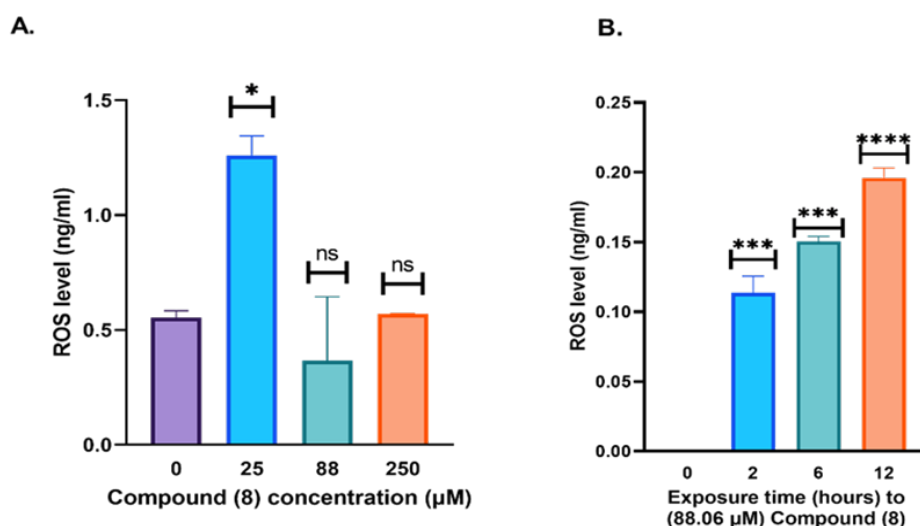 A.
ROS level (ng/ml)
1.5
1.0
0.5
0.0
*
ns
ns
0 25 88 250
Compound (8) concentration (µM)
B.
ROS level (ng/ml)
0.25
0.20
0.15
0.10
0.05
0.00
***
***
****
0 2 6 12
Exposure time (hours) to
(88.06 µM) Compound (8)